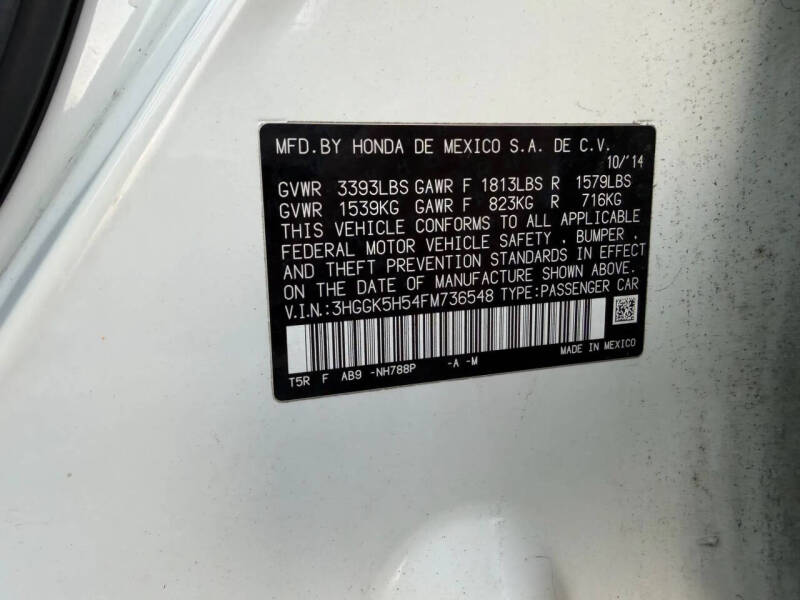 MFD.BY HONDA DE MEXICO S.A. DE C.V.
10/'14
GVWR 3393LBS GAWR F 1813LBS R 1579LBS
GVWR 1539KG GAWR F 823KG R 716KG
THIS VEHICLE CONFORMS TO ALL APPLICABLE
FEDERAL MOTOR VEHICLE SAFETY , BUMPER ,
AND THEFT PREVENTION STANDARDS IN EFFECT
ON THE DATE OF MANUFACTURE SHOWN ABOVE.
V.I.N.:3HGGK5H54FM736548 TYPE:PASSENGER CAR
T5R F AB9 -NH788P -A -M MADE IN MEXICO